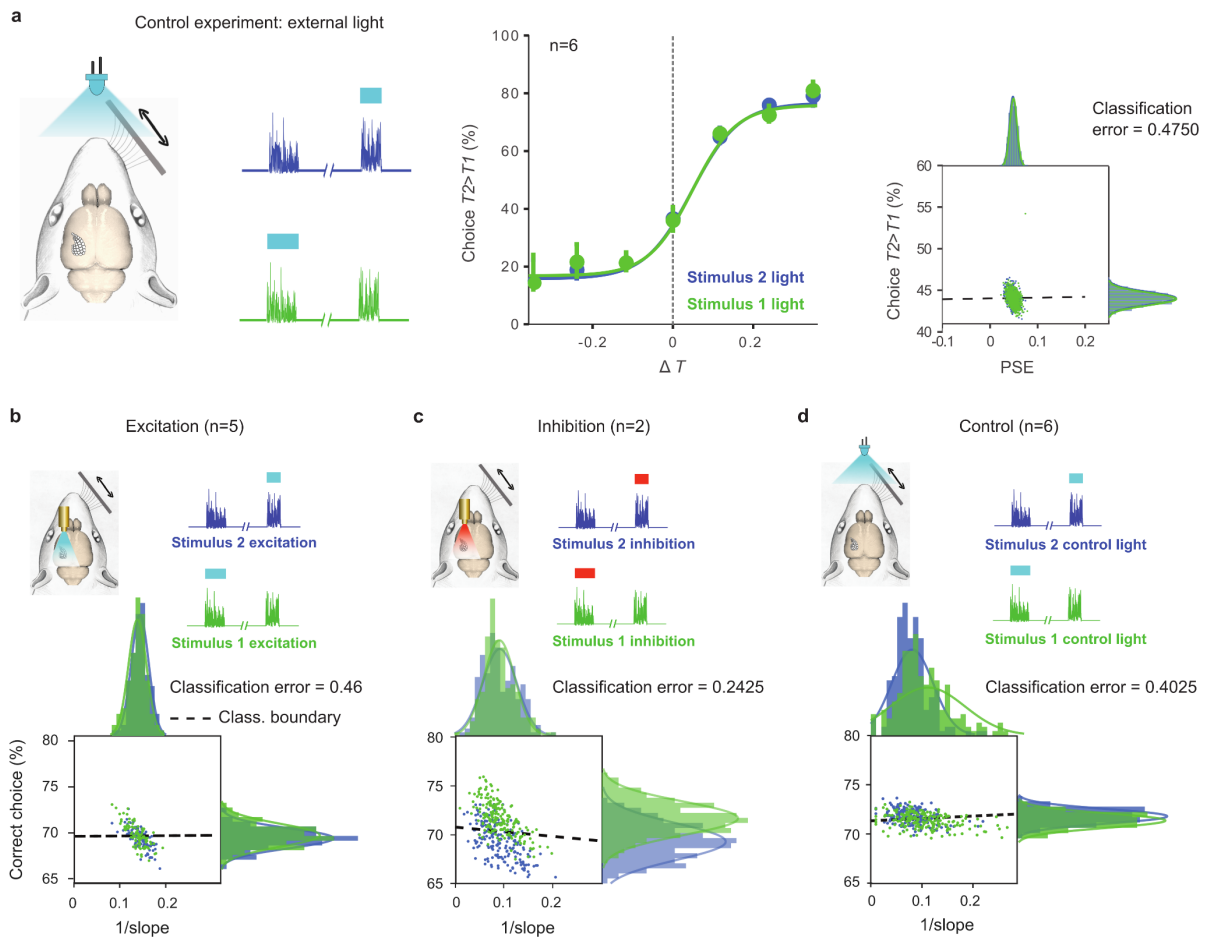 a
Control experiment: external light
n=6
Choice T2>T1 (%)
100
80
60
40
20
0
-0.2
0
0.2
Δ T
Stimulus 2 light
Stimulus 1 light
Classification
error = 0.4750
Choice T2>T1 (%)
60
55
50
45
40
-0.1
0
0.1
0.2
PSE
b
Excitation (n=5)
Stimulus 2 excitation
Stimulus 1 excitation
Classification error = 0.46
Class. boundary
Correct choice (%)
80
75
70
65
0
0.1
0.2
1/slope
c
Inhibition (n=2)
Stimulus 2 inhibition
Stimulus 1 inhibition
Classification error = 0.2425
80
75
70
65
0
0.1
0.2
1/slope
d
Control (n=6)
Stimulus 2 control light
Stimulus 1 control light
Classification error = 0.4025
80
75
70
65
0
0.1
0.2
1/slope